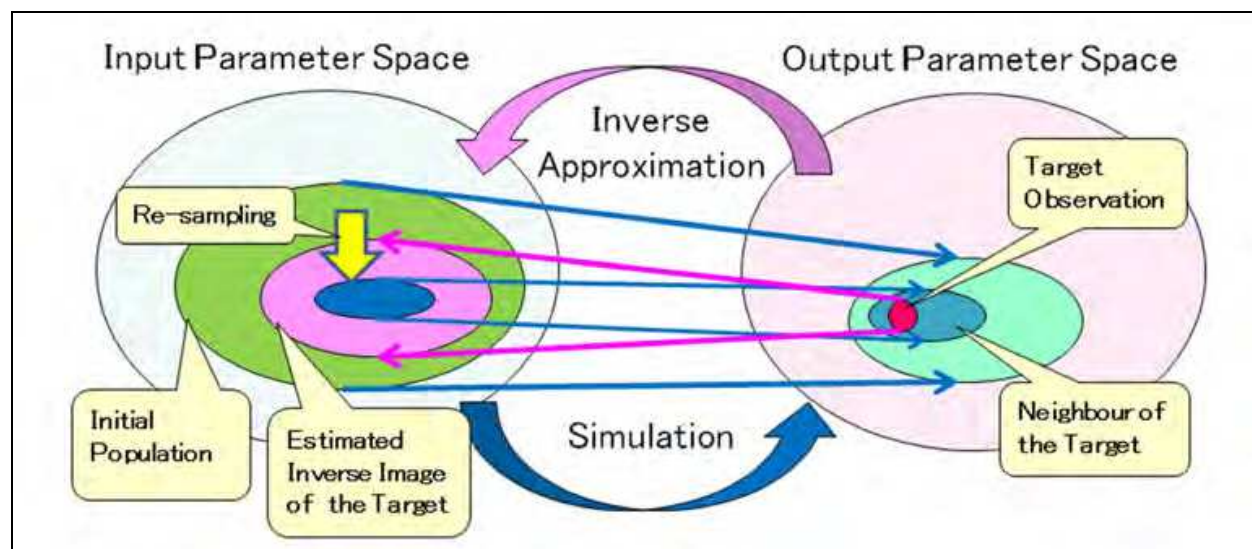 Input Parameter Space
Output Parameter Space
Inverse
Approximation
Target
Observation
Re-sampling
Initial
Population
Estimated
Inverse Image
of the Target
Simulation
Neighbour of
the Target